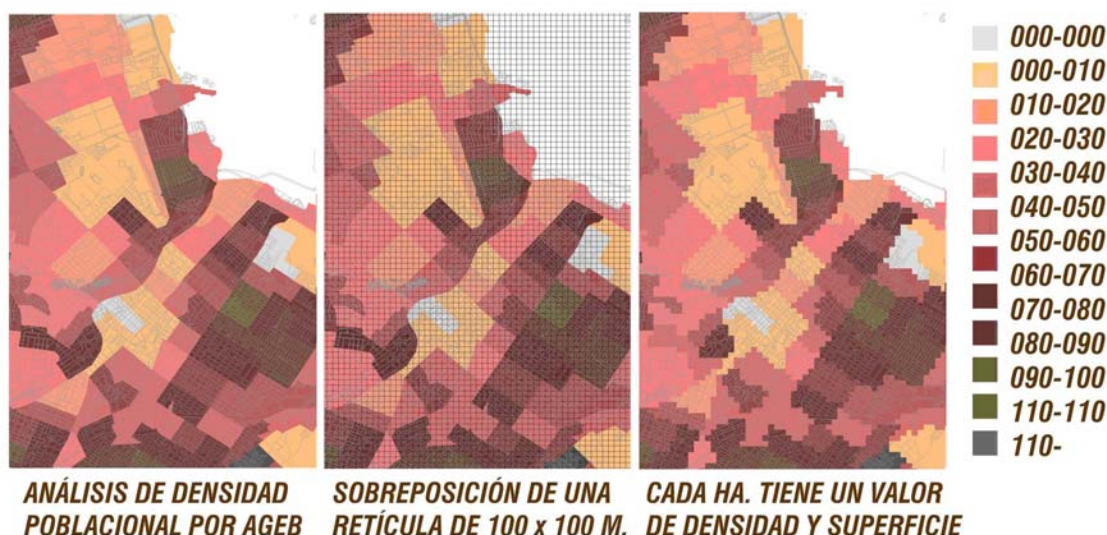 000-000
000-010
010-020
020-030
030-040
040-050
050-060
060-070
070-080
080-090
090-100
110-110
110-
ANÁLISIS DE DENSIDAD
POBLACIONAL POR AGEB
SOBREPOSICIÓN DE UNA
RETÍCULA DE 100 x 100 M.
CADA HA. TIENE UN VALOR
DE DENSIDAD Y SUPERFICIE